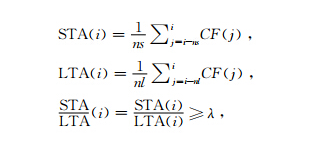 STA(i) = 1/ns ∑_{j=i−ns}^{i} CF(j) ,
LTA(i) = 1/nl ∑_{j=i−nl}^{i} CF(j) ,
STA/LTA (i) = STA(i)/LTA(i) ⩾ λ ,